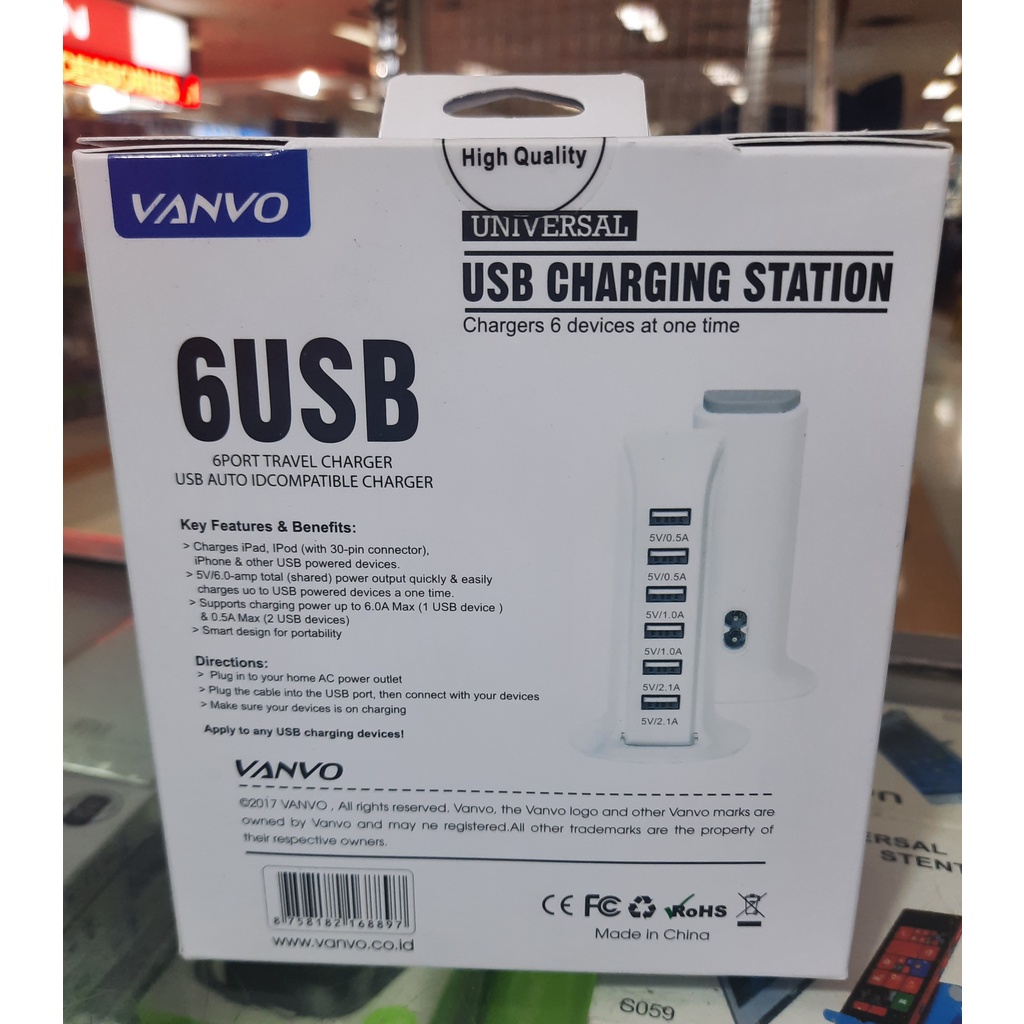 VANVO
High Quality
UNIVERSAL
USB CHARGING STATION
Chargers 6 devices at one time
6USB
6PORT TRAVEL CHARGER
USB AUTO IDCOMPATIBLE CHARGER
Key Features & Benefits:
> Charges iPad, IPod (with 30-pin connector),
iPhone & other USB powered devices.
> 5V/6.0-amp total (shared) power output quickly & easily
charges uo to USB powered devices a one time.
> Supports charging power up to 6.0A Max (1 USB device )
& 0.5A Max (2 USB devices)
> Smart design for portability
Directions:
> Plug in to your home AC power outlet
> Plug the cable into the USB port, then connect with your devices
> Make sure your devices is on charging
Apply to any USB charging devices!
5V/0.5A
5V/0.5A
5V/1.0A
5V/1.0A
5V/2.1A
5V/2.1A
VANVO
©2017 VANVO , All rights reserved, Vanvo, the Vanvo logo and other Vanvo marks are
owned by Vanvo and may ne registered.All other trademarks are the property of
their respective owners.
8 758182 168897
www.vanvo.co.id
CE FC RoHS
Made in China
ERSAL
STENT
S059